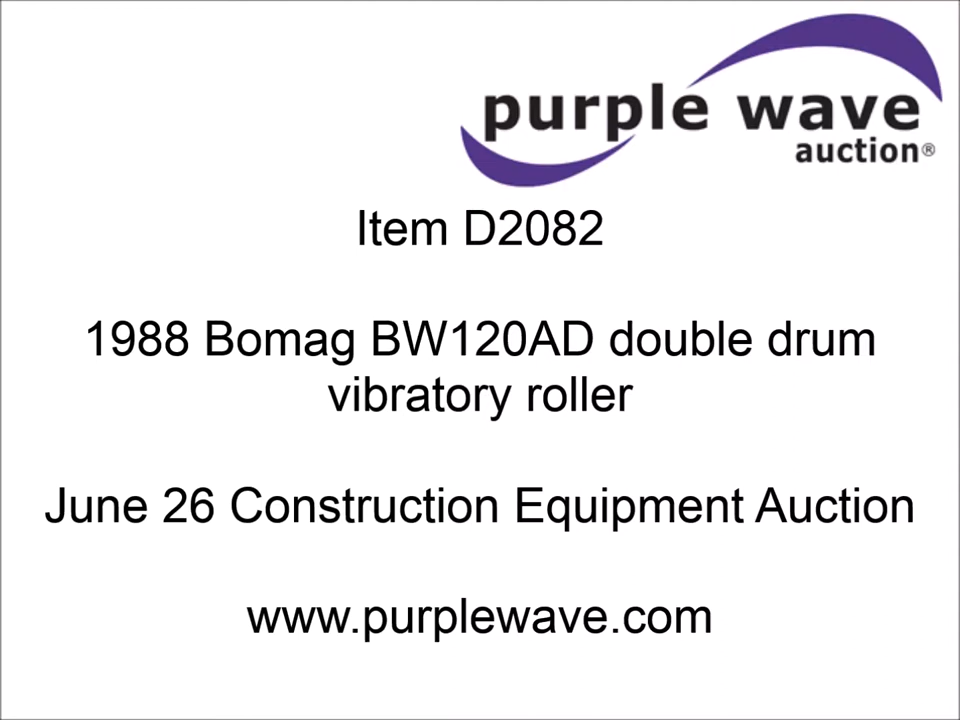 purple wave
auction®
Item D2082
1988 Bomag BW120AD double drum
vibratory roller
June 26 Construction Equipment Auction
www.purplewave.com